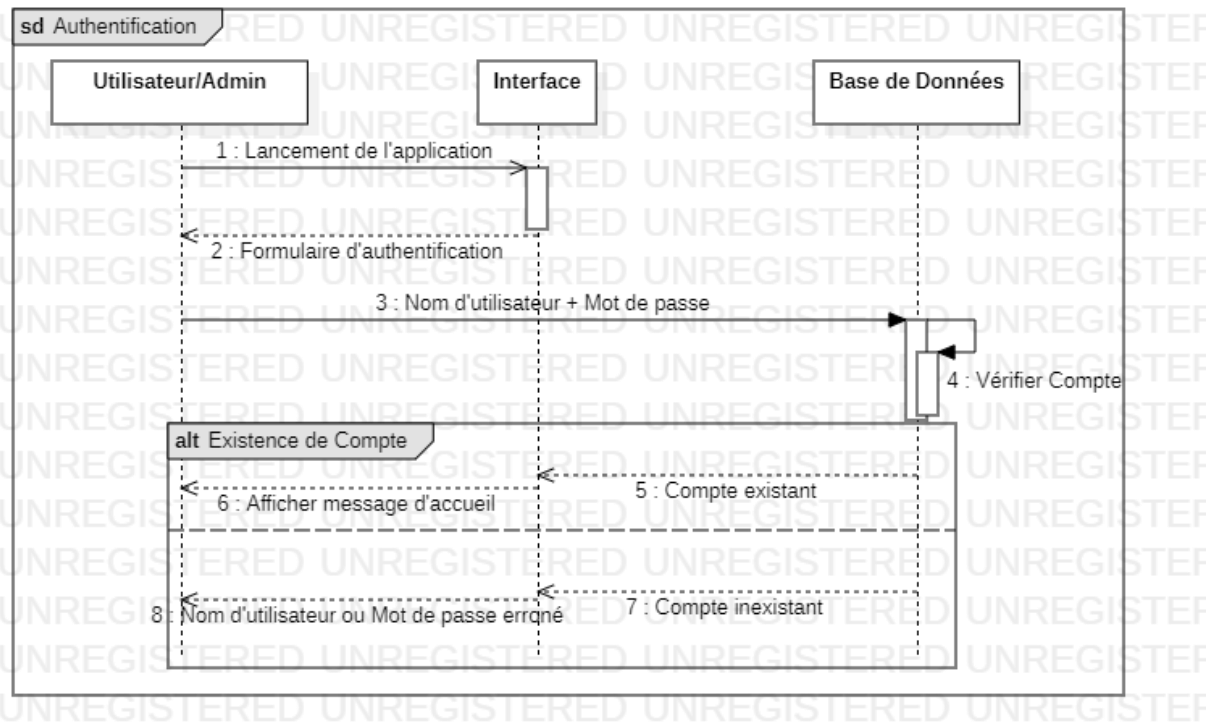 sd Authentification
Utilisateur/Admin
Interface
Base de Données
1 : Lancement de l'application
2 : Formulaire d'authentification
3 : Nom d'utilisateur + Mot de passe
4 : Vérifier Compte
alt Existence de Compte
5 : Compte existant
6 : Afficher message d'accueil
7 : Compte inexistant
8 : Nom d'utilisateur ou Mot de passe erroné
UNREGISTERED